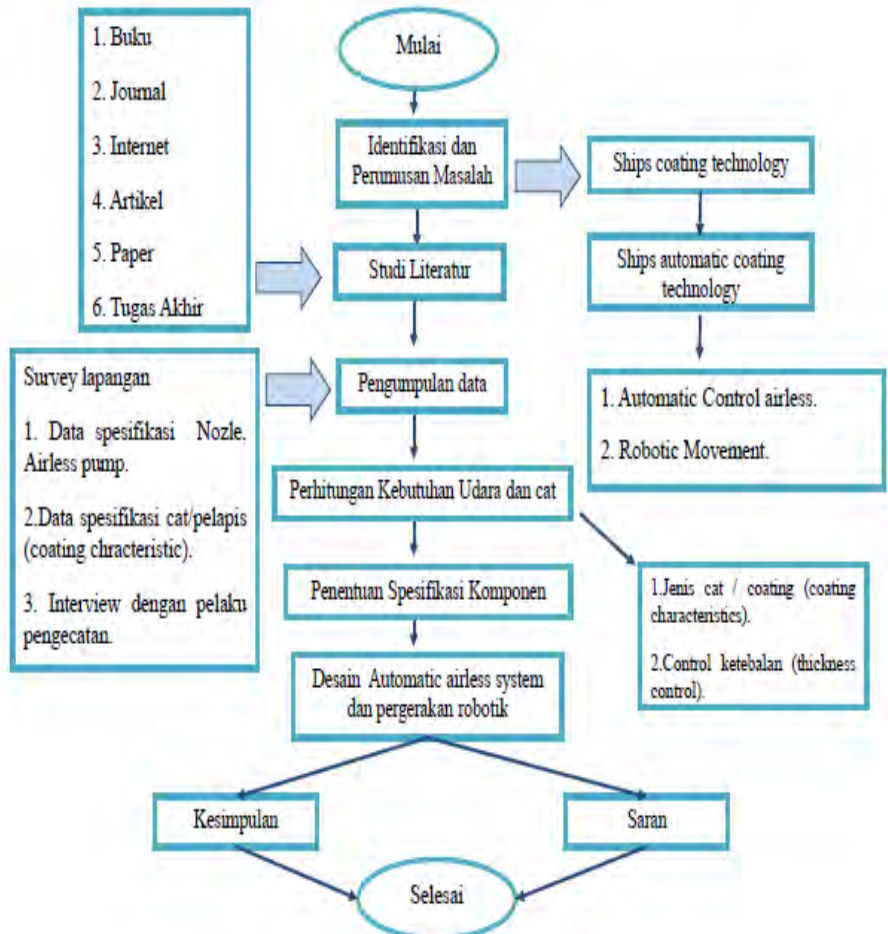 1. Buku
2. Journal
3. Internet
4. Artikel
5. Paper
6. Tugas Akhir
Mulai
Identifikasi dan
Perumusan Masalah
Ships coating technology
Ships automatic coating
technology
1. Automatic Control airless.
2. Robotic Movement.
Studi Literatur
Survey lapangan
1. Data spesifikasi Nozle.
Airless pump.
2.Data spesifikasi cat/pelapis
(coating chracteristic).
3. Interview dengan pelaku
pengecatan.
Pengumpulan data
Perhitungan Kebutuhan Udara dan cat
1.Jenis cat / coating (coating
characteristics).
2.Control ketebalan (thickness
control).
Penentuan Spesifikasi Komponen
Desain Automatic airless system
dan pergerakan robotik
Kesimpulan
Saran
Selesai